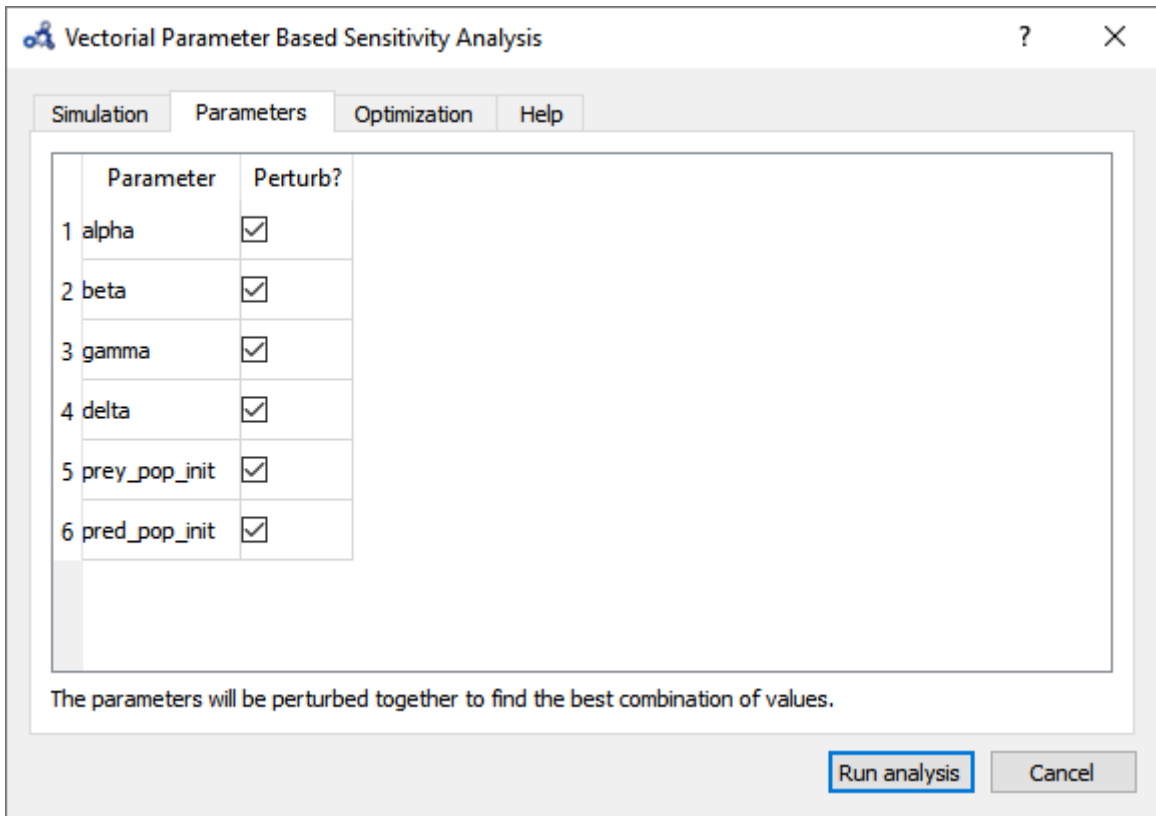 Vectorial Parameter Based Sensitivity Analysis ?
Simulation Parameters Optimization Help
Parameter Perturb?
1 alpha
2 beta
3 gamma
4 delta
5 prey_pop_init
6 pred_pop_init
The parameters will be perturbed together to find the best combination of values.
Run analysis Cancel